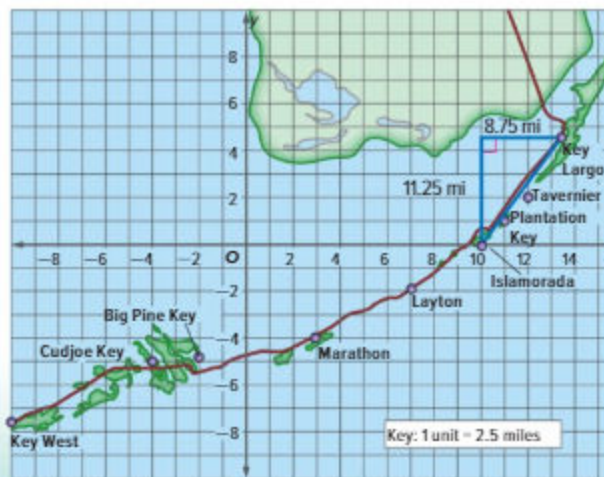 y
8
6
8.75 mi
4
Key
Largo
11.25 mi
2
Tavernier
Plantation
Key
−8 −6 −4 −2 O 2 4 6 8 10 12 14
Islamorada
−2
Layton
Big Pine Key
−4
Cudjoe Key
Marathon
−6
Key West
−8
Key: 1 unit = 2.5 miles